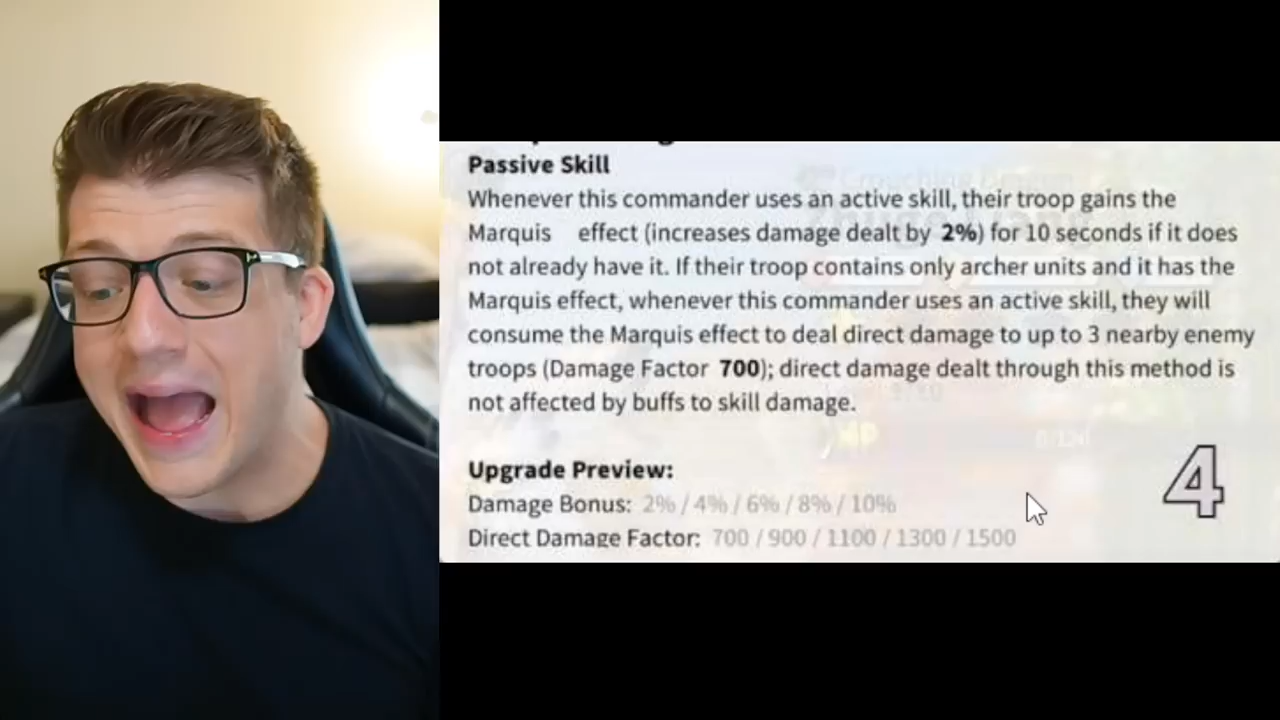 Passive Skill
Whenever this commander uses an active skill, their troop gains the
Marquis effect (increases damage dealt by 2%) for 10 seconds if it does
not already have it. If their troop contains only archer units and it has the
Marquis effect, whenever this commander uses an active skill, they will
consume the Marquis effect to deal direct damage to up to 3 nearby enemy
troops (Damage Factor 700); direct damage dealt through this method is
not affected by buffs to skill damage.
Upgrade Preview:
Damage Bonus: 2% / 4% / 6% / 8% / 10%
Direct Damage Factor: 700 / 900 / 1100 / 1300 / 1500
4